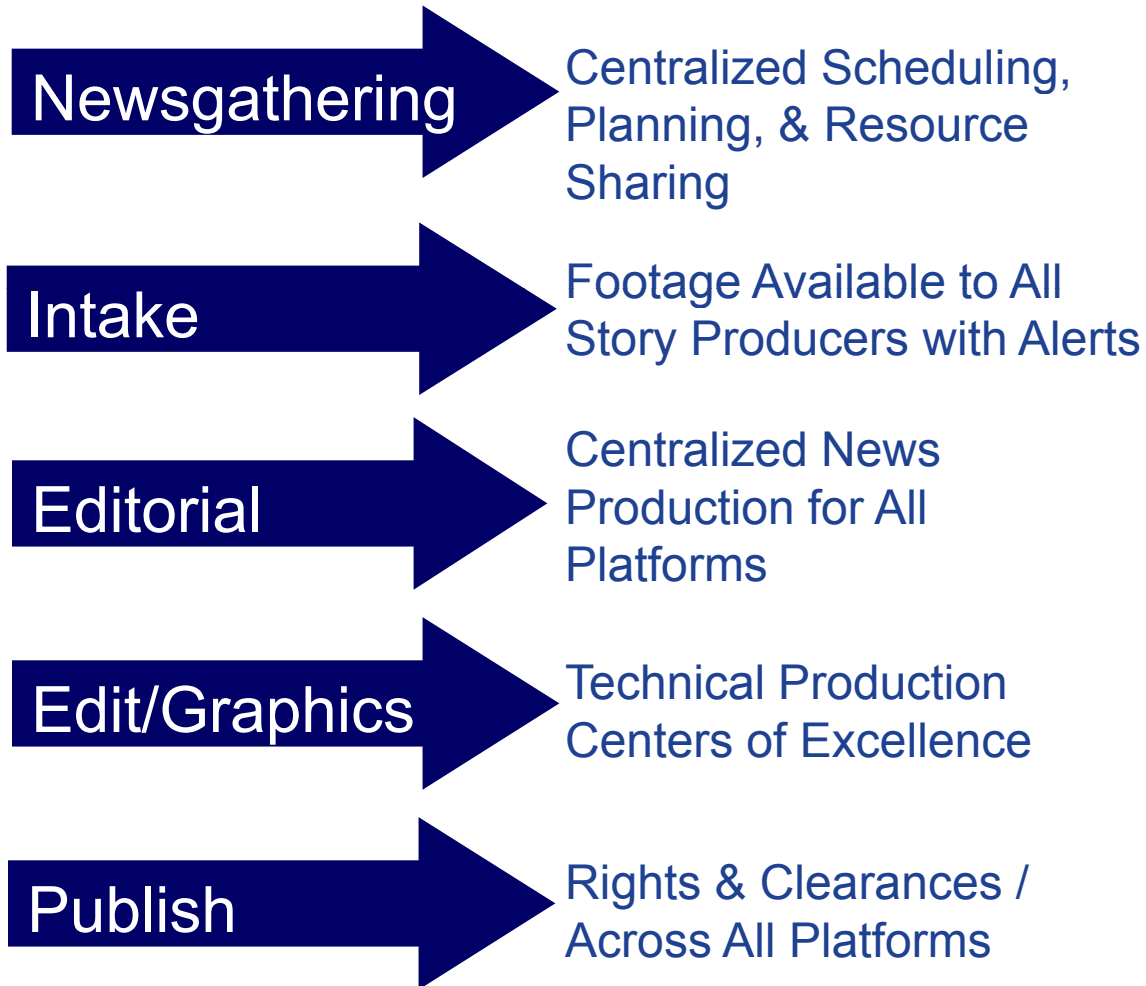 Newsgathering
Centralized Scheduling,
Planning, & Resource
Sharing
Intake
Footage Available to All
Story Producers with Alerts
Editorial
Centralized News
Production for All
Platforms
Edit/Graphics
Technical Production
Centers of Excellence
Publish
Rights & Clearances /
Across All Platforms